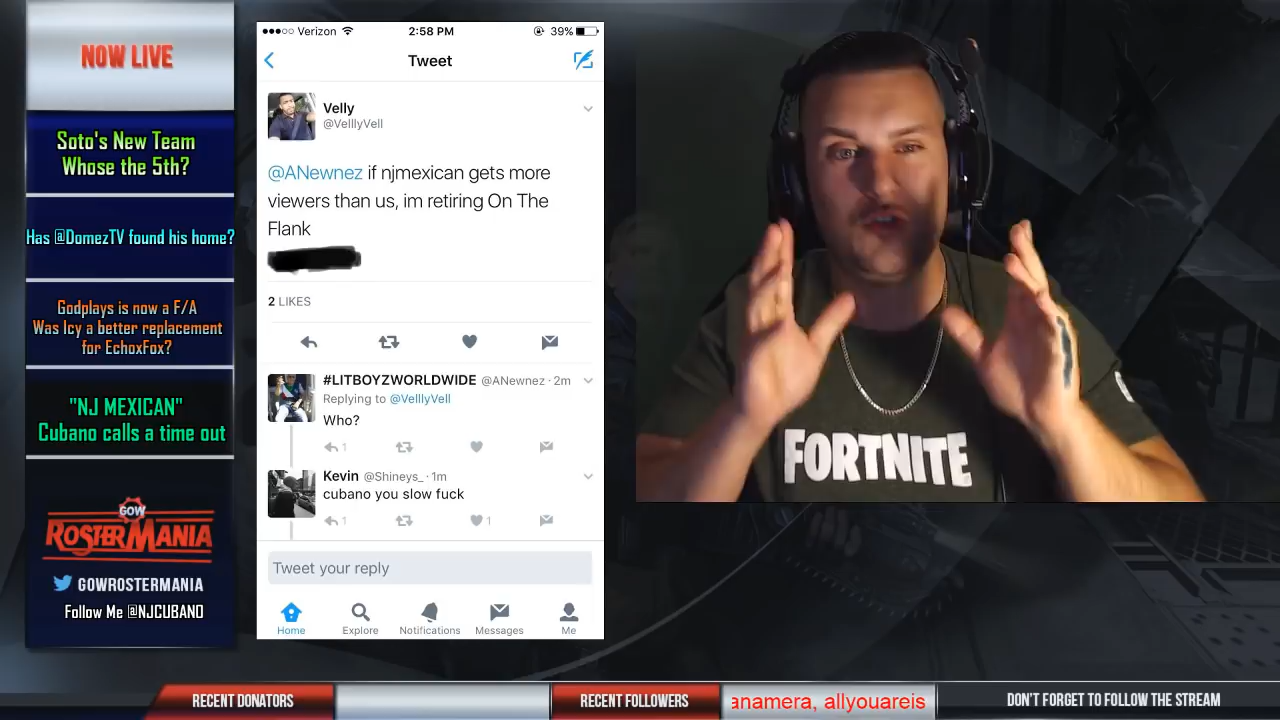 NOW LIVE
Soto's New Team
Whose the 5th?
Has @DomezTV found his home?
Godplays is now a F/A
Was Icy a better replacement
for EchoxFox?
"NJ MEXICAN"
Cubano calls a time out
GOW
ROSTERMANIA
GOWROSTERMANIA
Follow Me @NJCUBANO
Verizon
2:58 PM
39%
Tweet
Velly
@VelllyVell
@ANewnez if njmexican gets more
viewers than us, im retiring On The
Flank
2 LIKES
#LITBOYZWORLDWIDE @ANewnez · 2m
Replying to @VelllyVell
Who?
1
Kevin @Shineys_ · 1m
cubano you slow fuck
1 1
Tweet your reply
Home Explore Notifications Messages Me
FORTNITE
RECENT DONATORS
RECENT FOLLOWERS
anamera, allyouareis
DON'T FORGET TO FOLLOW THE STREAM